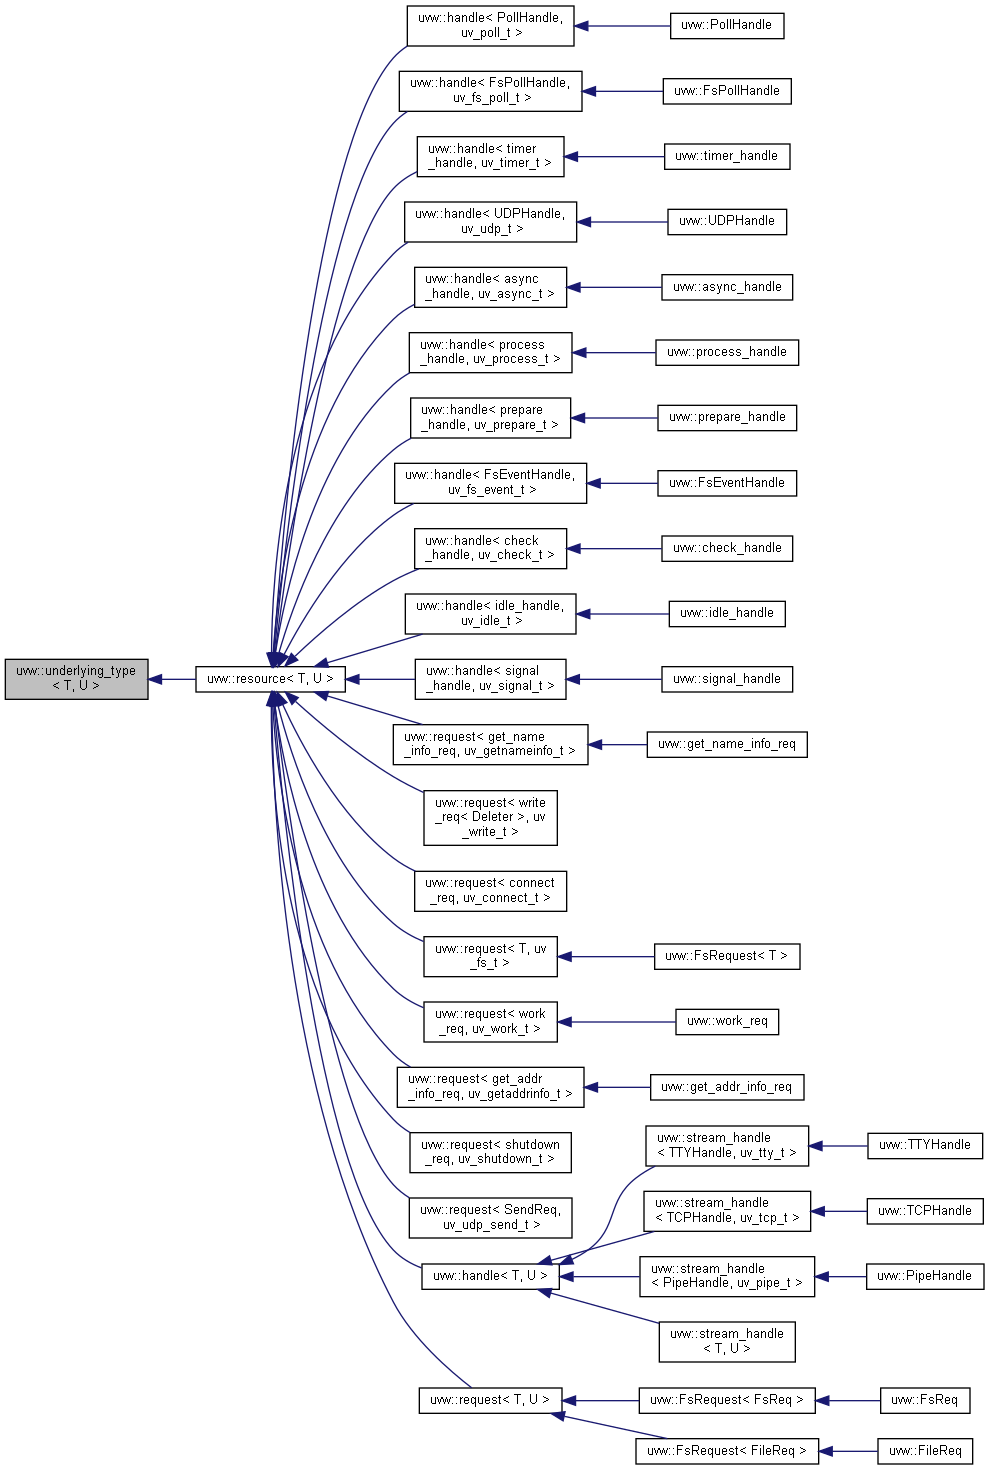 uvw::handle< PollHandle,
uv_poll_t >
uvw::PollHandle
uvw::handle< FsPollHandle,
uv_fs_poll_t >
uvw::FsPollHandle
uvw::handle< timer
_handle, uv_timer_t >
uvw::timer_handle
uvw::handle< UDPHandle,
uv_udp_t >
uvw::UDPHandle
uvw::handle< async
_handle, uv_async_t >
uvw::async_handle
uvw::handle< process
_handle, uv_process_t >
uvw::process_handle
uvw::handle< prepare
_handle, uv_prepare_t >
uvw::prepare_handle
uvw::handle< FsEventHandle,
uv_fs_event_t >
uvw::FsEventHandle
uvw::handle< check
_handle, uv_check_t >
uvw::check_handle
uvw::handle< idle_handle,
uv_idle_t >
uvw::idle_handle
uvw::underlying_type
< T, U >
uvw::resource< T, U >
uvw::handle< signal
_handle, uv_signal_t >
uvw::signal_handle
uvw::request< get_name
_info_req, uv_getnameinfo_t >
uvw::get_name_info_req
uvw::request< write
_req< Deleter >, uv
_write_t >
uvw::request< connect
_req, uv_connect_t >
uvw::request< T, uv
_fs_t >
uvw::FsRequest< T >
uvw::request< work
_req, uv_work_t >
uvw::work_req
uvw::request< get_addr
_info_req, uv_getaddrinfo_t >
uvw::get_addr_info_req
uvw::request< shutdown
_req, uv_shutdown_t >
uvw::stream_handle
< TTYHandle, uv_tty_t >
uvw::TTYHandle
uvw::request< SendReq,
uv_udp_send_t >
uvw::stream_handle
< TCPHandle, uv_tcp_t >
uvw::TCPHandle
uvw::handle< T, U >
uvw::stream_handle
< PipeHandle, uv_pipe_t >
uvw::PipeHandle
uvw::stream_handle
< T, U >
uvw::request< T, U >
uvw::FsRequest< FsReq >
uvw::FsReq
uvw::FsRequest< FileReq >
uvw::FileReq